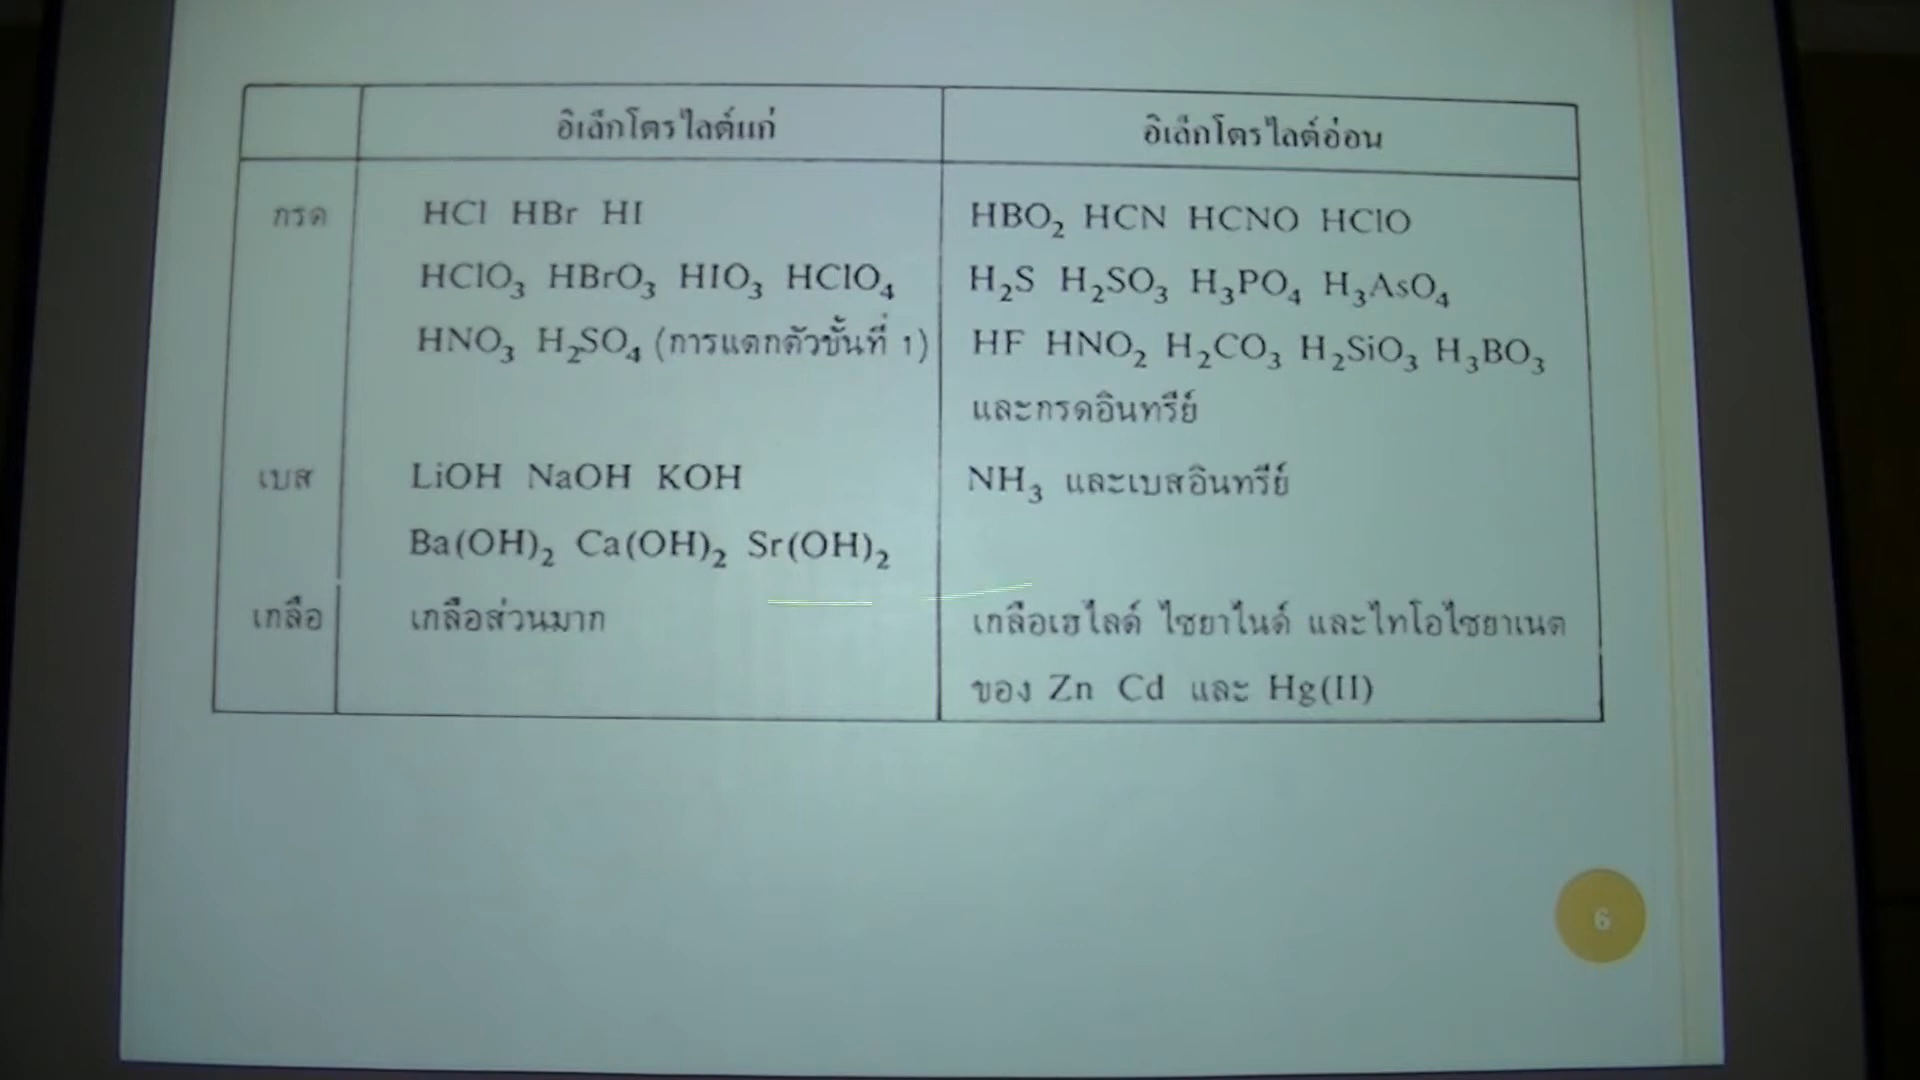 อิเล็กโตรไลต์แก่ อิเล็กโตรไลต์อ่อน
กรด HCl HBr HI HBO₂ HCN HCNO HClO
HClO₃ HBrO₃ HIO₃ HClO₄ H₂S H₂SO₃ H₃PO₄ H₃AsO₄
HNO₃ H₂SO₄ (การแตกตัวขั้นที่ 1) HF HNO₂ H₂CO₃ H₂SiO₃ H₃BO₃
และกรดอินทรีย์
เบส LiOH NaOH KOH NH₃ และเบสอินทรีย์
Ba(OH)₂ Ca(OH)₂ Sr(OH)₂
เกลือ เกลือส่วนมาก เกลือเฮไลด์ ไซยาไนด์ และไทโอไซยาเนต
ของ Zn Cd และ Hg(II)
6